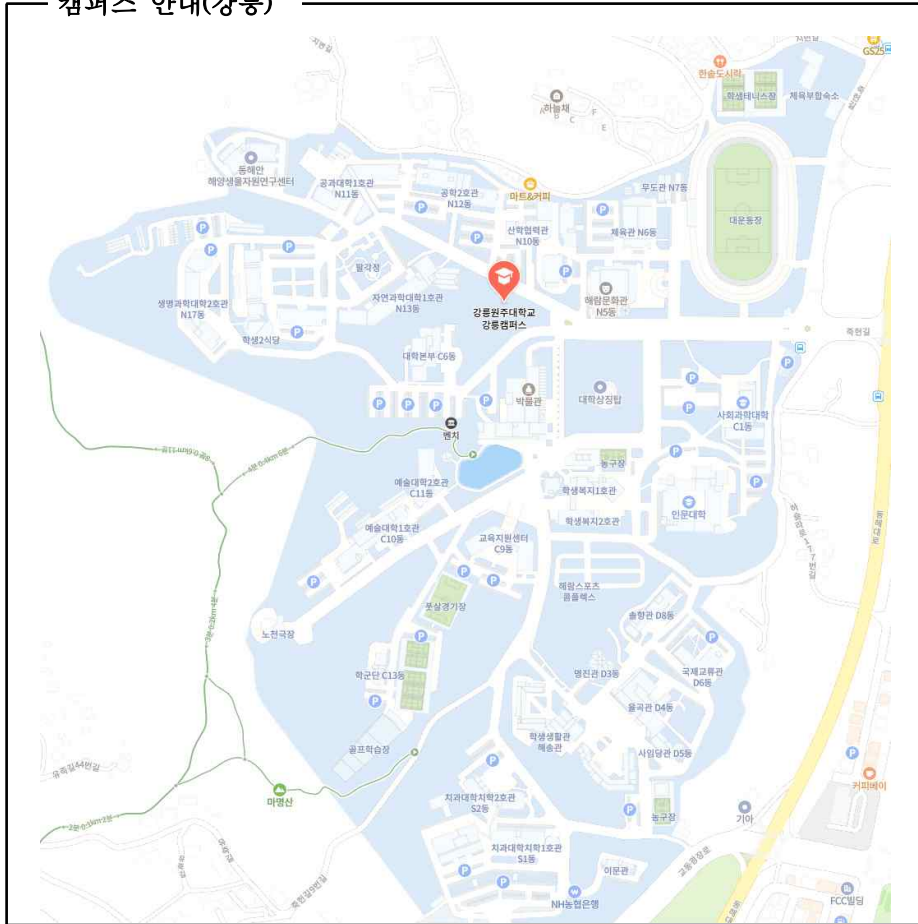 캠퍼스 안내(강릉)
GS25
한솔도시락
학생테니스장
체육부합숙소
하늘채
A
B
C
F
E
동해안
해양생물자원연구센터
공과대학1호관
N11동
공학2호관
N12동
마트&커피
무도관 N7동
산학협력관
N10동
체육관 N6동
대운동장
팔각정
생명과학대학2호관
N17동
자연과학대학1호관
N13동
강릉원주대학교
강릉캠퍼스
해람문화관
N5동
학생2식당
대학본부 C6동
죽헌길
박물관
대학상징탑
사회과학대학
C1동
벤치
농구장
예술대학2호관
C11동
학생복지1호관
인문대학
예술대학1호관
C10동
학생복지2호관
교육지원센터
C9동
해람스포츠
콤플렉스
동해대로
풋살경기장
노천극장
솔향관 D8동
학군단 C13동
명진관 D3동
국제교류관
D6동
율곡관 D4동
학생생활관
해송관
사임당관 D5동
골프학습장
마명산
치과대학치학2호관
S2동
농구장
기아
커피베이
치과대학치학1호관
S1동
이문관
NH농협은행
죽헌길9번길
교동광장로
FCC빌딩